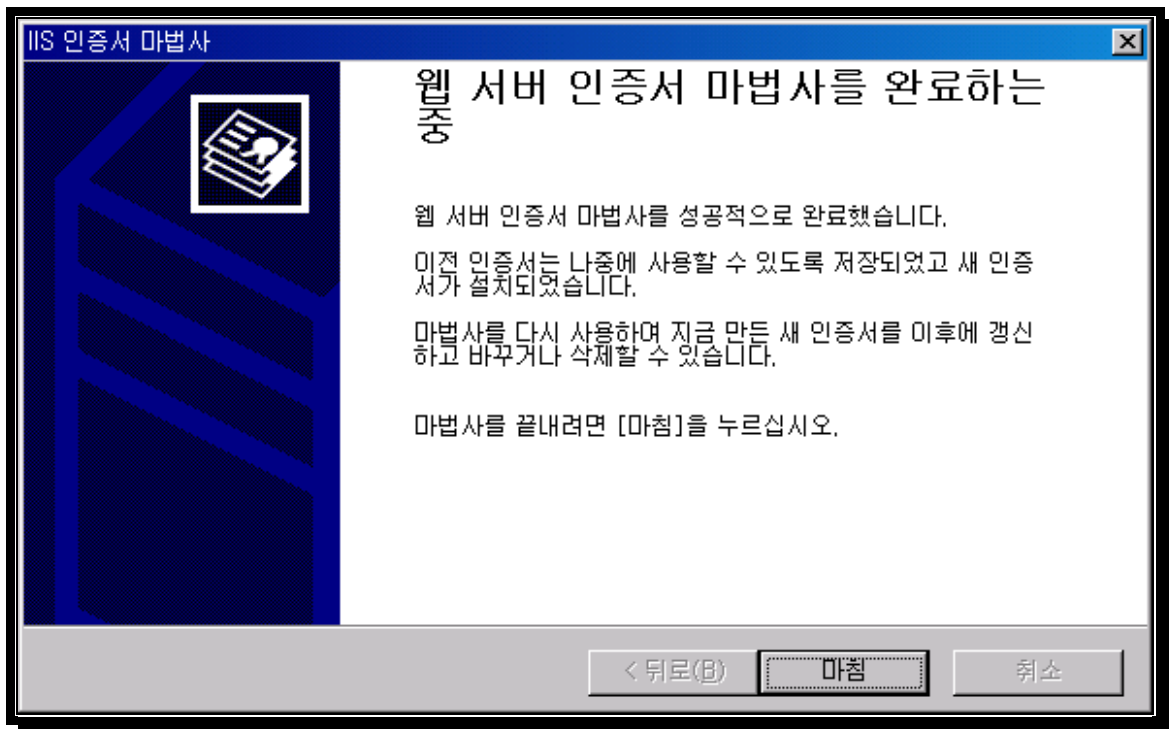 IIS 인증서 마법사
웹 서버 인증서 마법사를 완료하는
중
웹 서버 인증서 마법사를 성공적으로 완료했습니다.
이전 인증서는 나중에 사용할 수 있도록 저장되었고 새 인증
서가 설치되었습니다.
마법사를 다시 사용하여 지금 만든 새 인증서를 이후에 갱신
하고 바꾸거나 삭제할 수 있습니다.
마법사를 끝내려면 [마침]을 누르십시오.
< 뒤로(B) 마침 취소